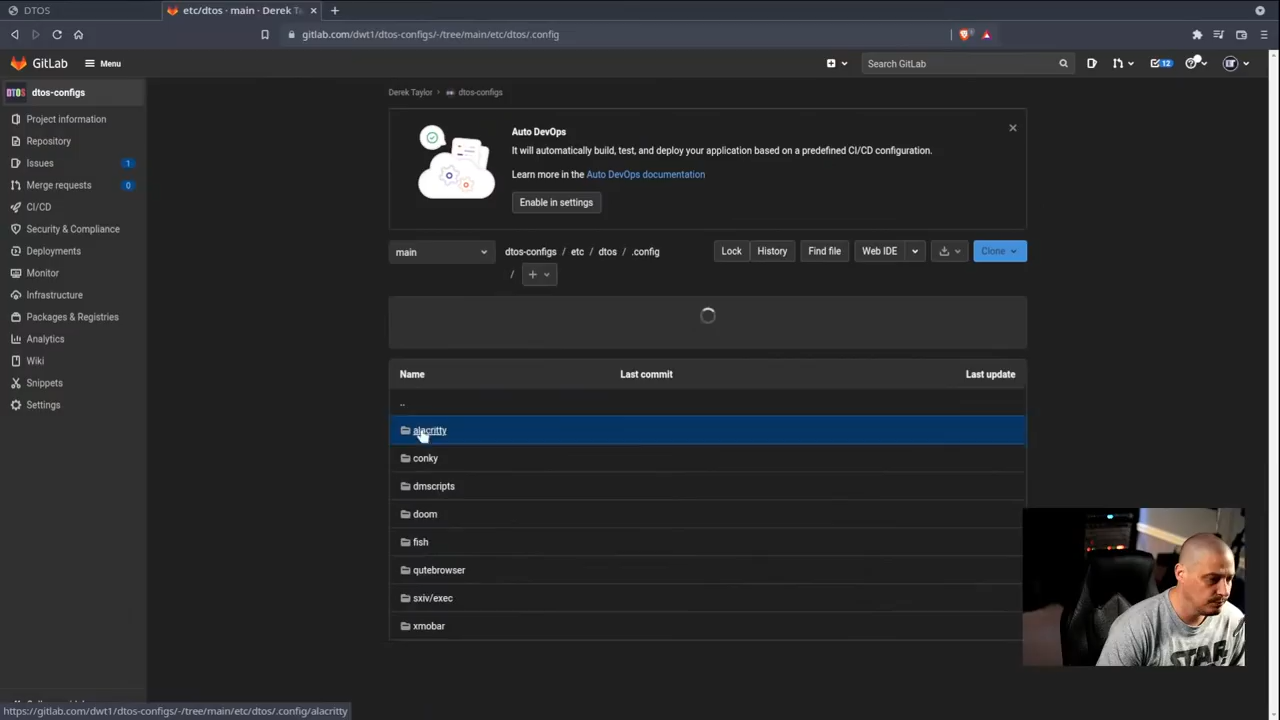 DTOS
etc/dtos · main · Derek Ta
gitlab.com/dwt1/dtos-configs/-/tree/main/etc/dtos/.config
GitLab
Menu
Search GitLab
12
DTOS dtos-configs
Project information
Repository
Issues 1
Merge requests 0
CI/CD
Security & Compliance
Deployments
Monitor
Infrastructure
Packages & Registries
Analytics
Wiki
Snippets
Settings
Derek Taylor > dtos-configs
Auto DevOps
It will automatically build, test, and deploy your application based on a predefined CI/CD configuration.
Learn more in the Auto DevOps documentation
Enable in settings
main
dtos-configs / etc / dtos / .config
/ +
Lock History Find file Web IDE Clone
Name Last commit Last update
..
alacritty
conky
dmscripts
doom
fish
qutebrowser
sxiv/exec
xmobar
STAR
https://gitlab.com/dwt1/dtos-configs/-/tree/main/etc/dtos/.config/alacritty